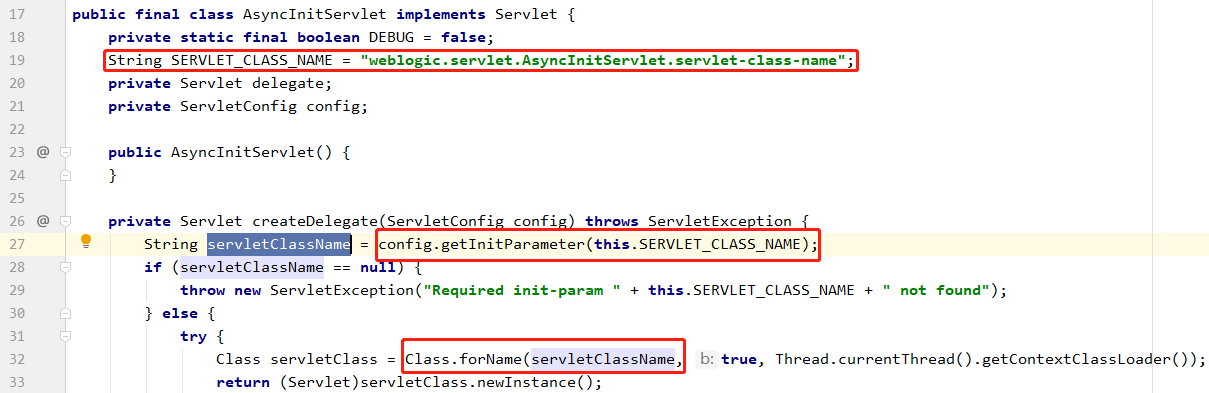 17 public final class AsyncInitServlet implements Servlet {
18 private static final boolean DEBUG = false;
19 String SERVLET_CLASS_NAME = "weblogic.servlet.AsyncInitServlet.servlet-class-name";
20 private Servlet delegate;
21 private ServletConfig config;
22
23 @ public AsyncInitServlet() {
24 }
25
26 @ private Servlet createDelegate(ServletConfig config) throws ServletException {
27 String servletClassName = config.getInitParameter(this.SERVLET_CLASS_NAME);
28 if (servletClassName == null) {
29 throw new ServletException("Required init-param " + this.SERVLET_CLASS_NAME + " not found");
30 } else {
31 try {
32 Class servletClass = Class.forName(servletClassName, b: true, Thread.currentThread().getContextClassLoader());
33 return (Servlet)servletClass.newInstance();